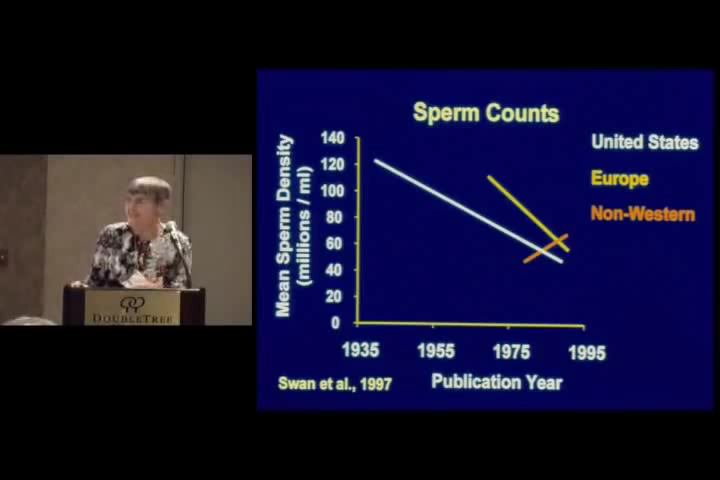 DOUBLETREE
Sperm Counts
Mean Sperm Density
(millions / ml)
140
120
100
80
60
40
20
0
1935
1955
1975
1995
Publication Year
United States
Europe
Non-Western
Swan et al., 1997